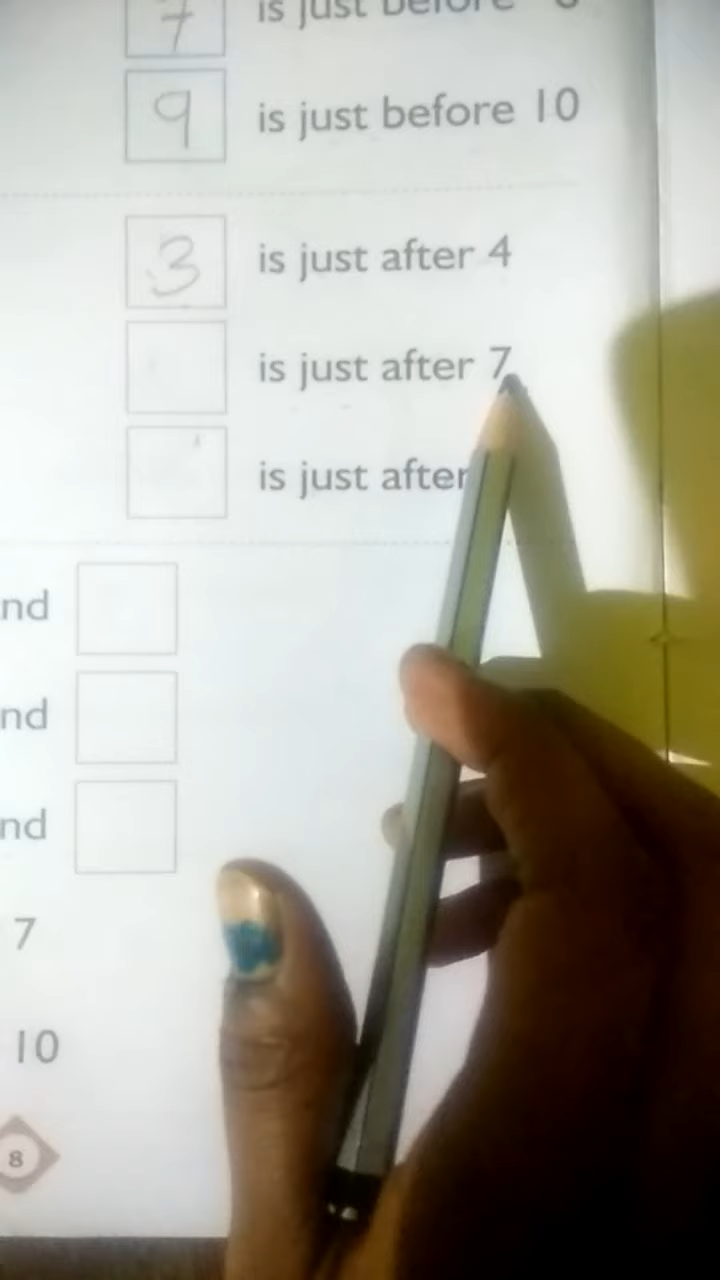 7 is just before
9 is just before 10
3 is just after 4
is just after 7
is just after
nd
nd
nd
7
10
8